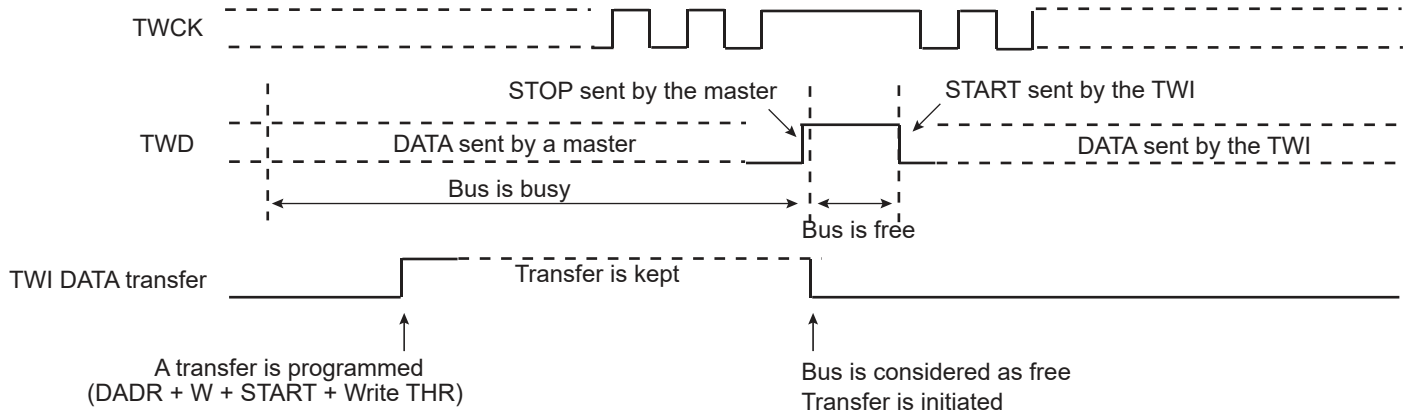 TWCK
STOP sent by the master
START sent by the TWI
TWD
DATA sent by a master
DATA sent by the TWI
Bus is busy
Bus is free
TWI DATA transfer
Transfer is kept
A transfer is programmed
(DADR + W + START + Write THR)
Bus is considered as free
Transfer is initiated